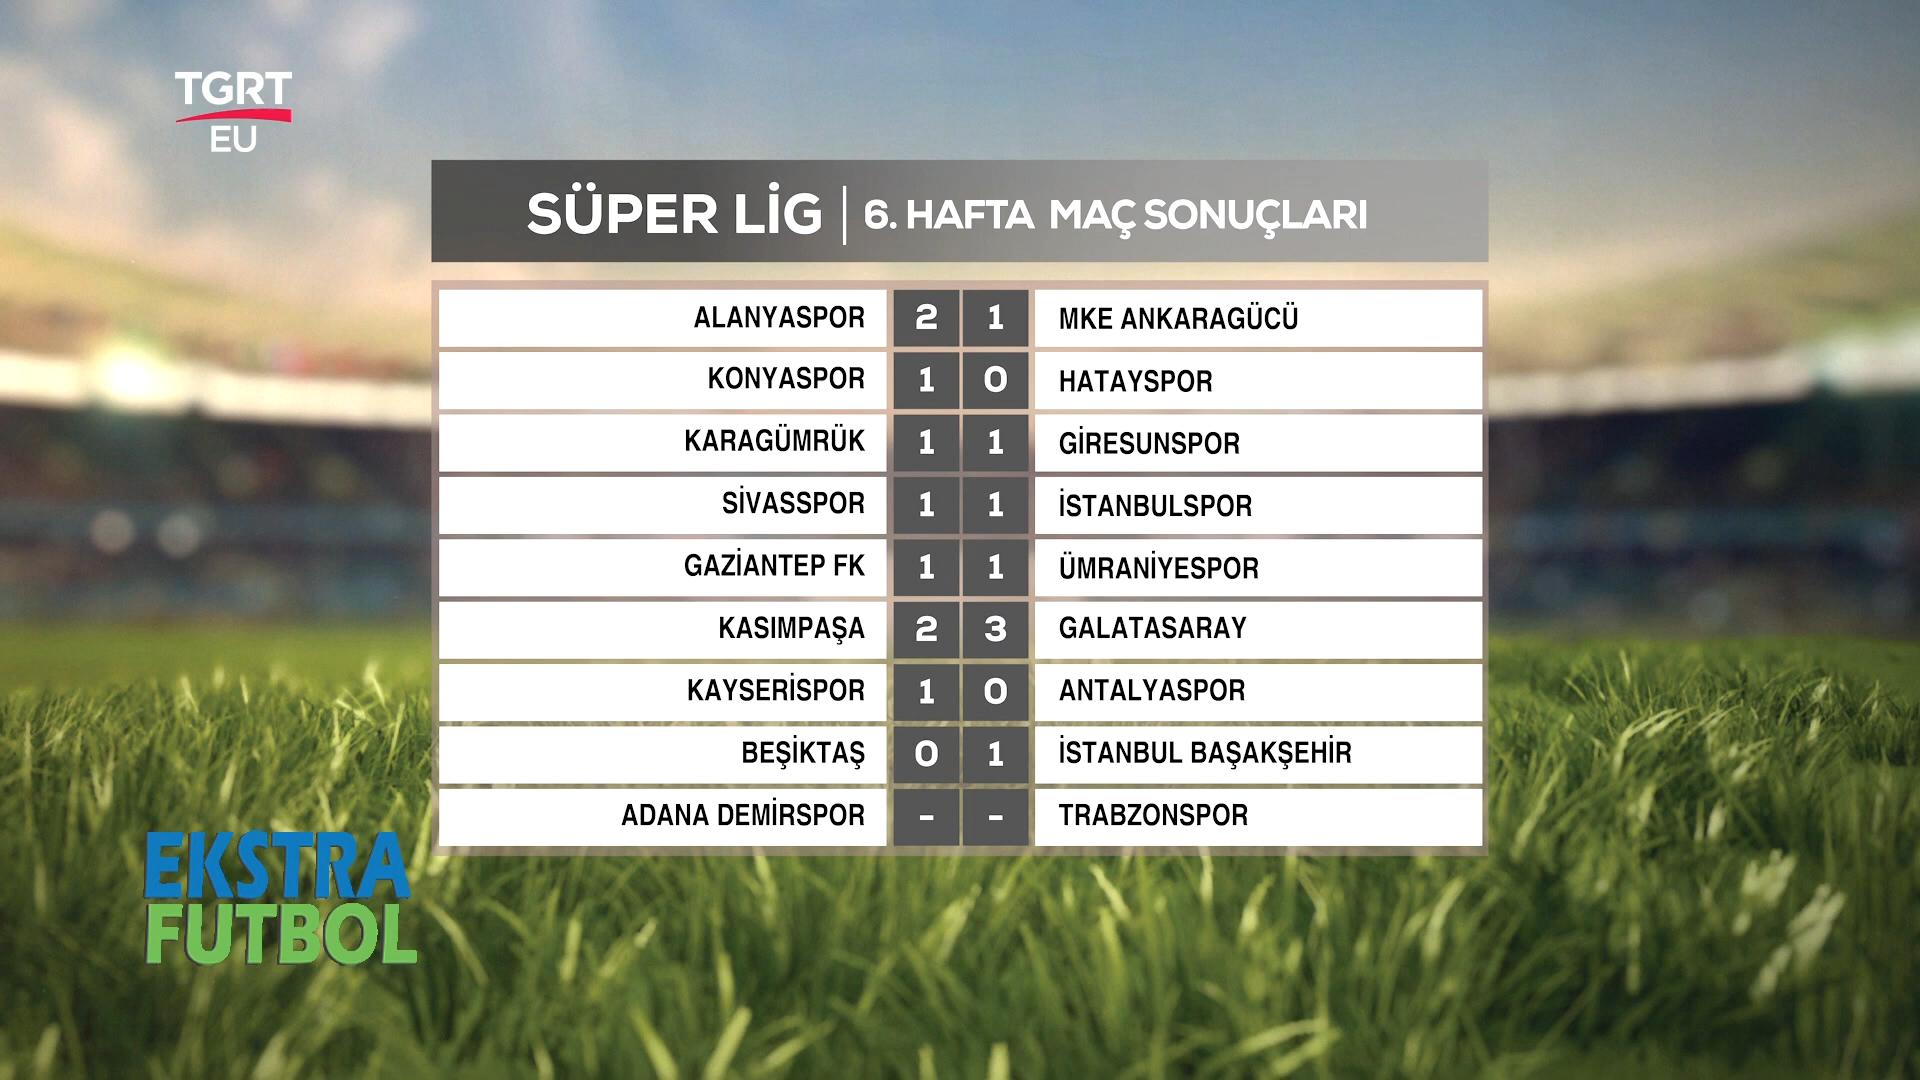 TGRT
EU
SÜPER LİG | 6. HAFTA MAÇ SONUÇLARI
ALANYASPOR 2 1 MKE ANKARAGÜCÜ
KONYASPOR 1 0 HATAYSPOR
KARAGÜMRÜK 1 1 GİRESUNSPOR
SİVASSPOR 1 1 İSTANBULSPOR
GAZİANTEP FK 1 1 ÜMRANİYESPOR
KASIMPAŞA 2 3 GALATASARAY
KAYSERİSPOR 1 0 ANTALYASPOR
BEŞİKTAŞ 0 1 İSTANBUL BAŞAKŞEHİR
ADANA DEMİRSPOR - - TRABZONSPOR
EKSTRA
FUTBOL